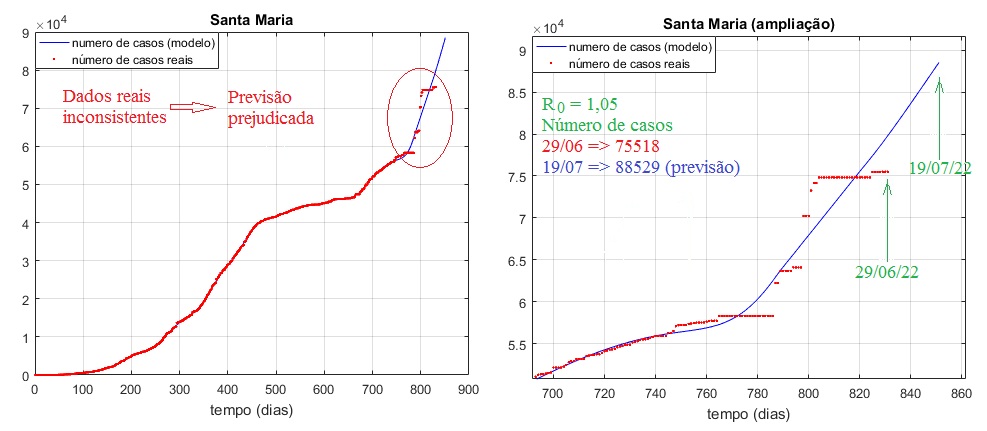 Santa Maria
×10⁴
numero de casos (modelo)
número de casos reais
Dados reais
inconsistentes
Previsão
prejudicada
9
8
7
6
5
4
3
2
1
0
0 100 200 300 400 500 600 700 800 900
tempo (dias)
Santa Maria (ampliação)
×10⁴
numero de casos (modelo)
número de casos reais
R₀ = 1,05
Número de casos
29/06 => 75518
19/07 => 88529 (previsão)
19/07/22
29/06/22
9
8.5
8
7.5
7
6.5
6
5.5
700 720 740 760 780 800 820 840 860
tempo (dias)